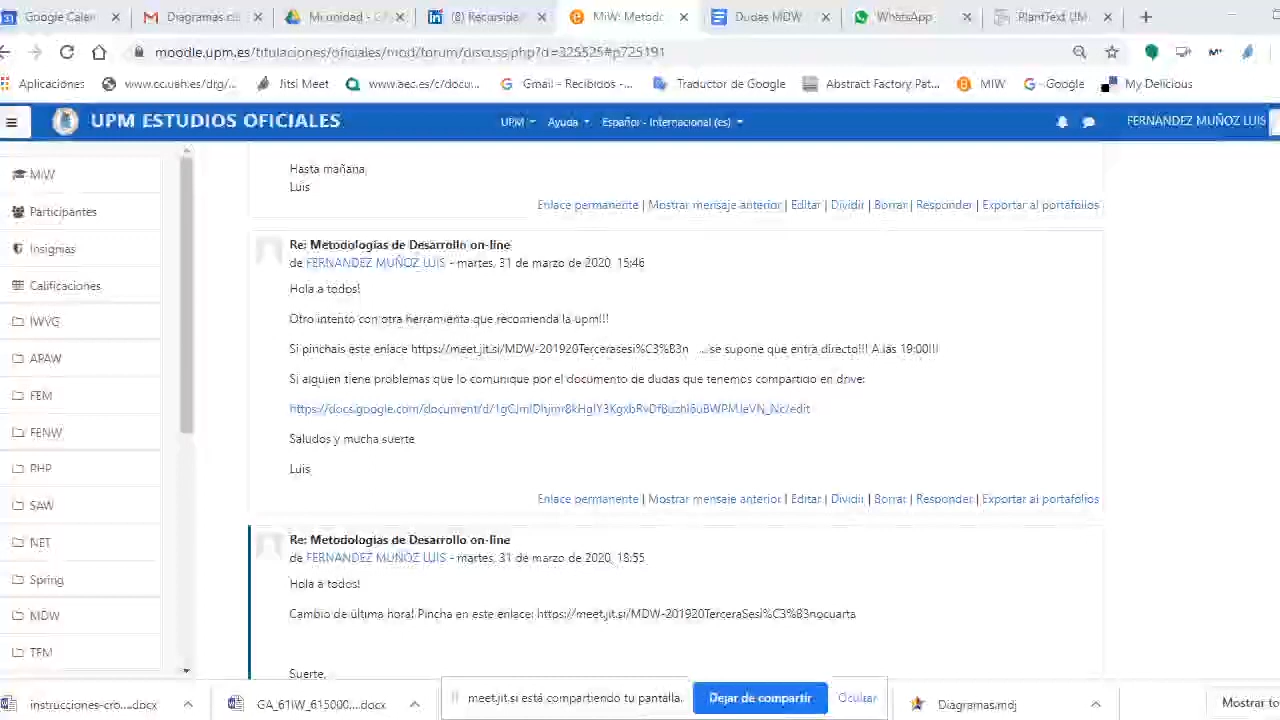 Google Caler
Diagramas.c
Mi unidad - C
(8) Recursiva
MiW: Metodo
Dudas MDW
WhatsApp
PlantText UM
moodle.upm.es/titulaciones/oficiales/mod/forum/discuss.php?d=325525#p725191
Aplicaciones
www.cc.uah.es/drg/...
Jitsi Meet
www.aec.es/c/docu...
Gmail - Recibidos -...
Traductor de Google
Abstract Factory Pat...
MIW
G - Google
My Delicious
UPM ESTUDIOS OFICIALES
UPM
Ayuda
Español - Internacional (es)
FERNANDEZ MUÑOZ LUIS
MiW
Participantes
Insignias
Calificaciones
IWVG
APAW
FEM
FENW
PHP
SAW
NET
Spring
MDW
TFM
Hasta mañana,
Luis
Enlace permanente | Mostrar mensaje anterior | Editar | Dividir | Borrar | Responder | Exportar al portafolios
Re: Metodologías de Desarrollo on-line
de FERNANDEZ MUÑOZ LUIS - martes, 31 de marzo de 2020, 15:46
Hola a todos!
Otro intento con otra herramienta que recomenda la upm!!!
Si pincháis este enlace https://meet.jit.si/MDW-201920Tercerasesi%C3%B3n ... se supone que entra directo!!! A las 19:00!!!
Si alguien tiene problemas que lo comunique por el documento de dudas que tenemos compartido en drive:
Saludos y mucha suerte
Luis
Enlace permanente | Mostrar mensaje anterior | Editar | Dividir | Borrar | Responder | Exportar al portafolios
Re: Metodologías de Desarrollo on-line
de FERNANDEZ MUÑOZ LUIS - martes, 31 de marzo de 2020, 18:55
Hola a todos!
Cambio de última hora! Pincha en este enlace: https://meet.jit.si/MDW-201920TerceraSesi%C3%B3nocuarta
Suerte,
meet.jit.si está compartiendo tu pantalla.
Dejar de compartir
Ocultar
GA_61IW_615000....docx
Diagramas.mdj
Mostrar to